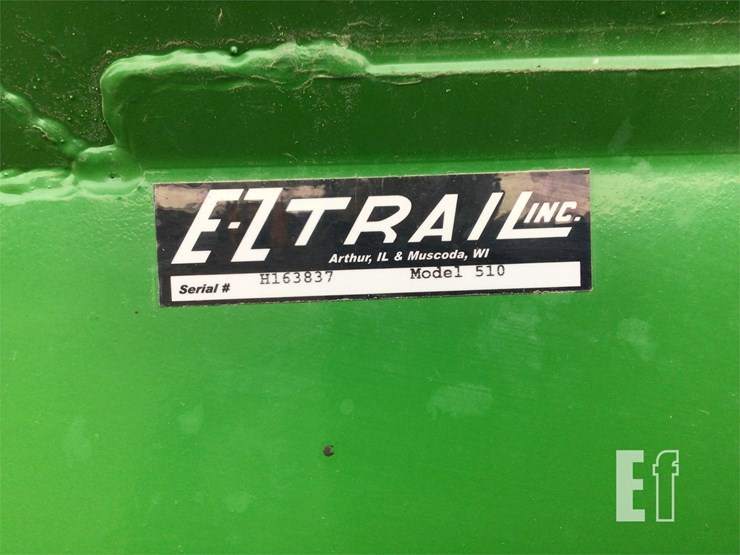 E-Z TRAIL INC.
Arthur, IL & Muscoda, WI
Serial # H163837 Model 510
Ef